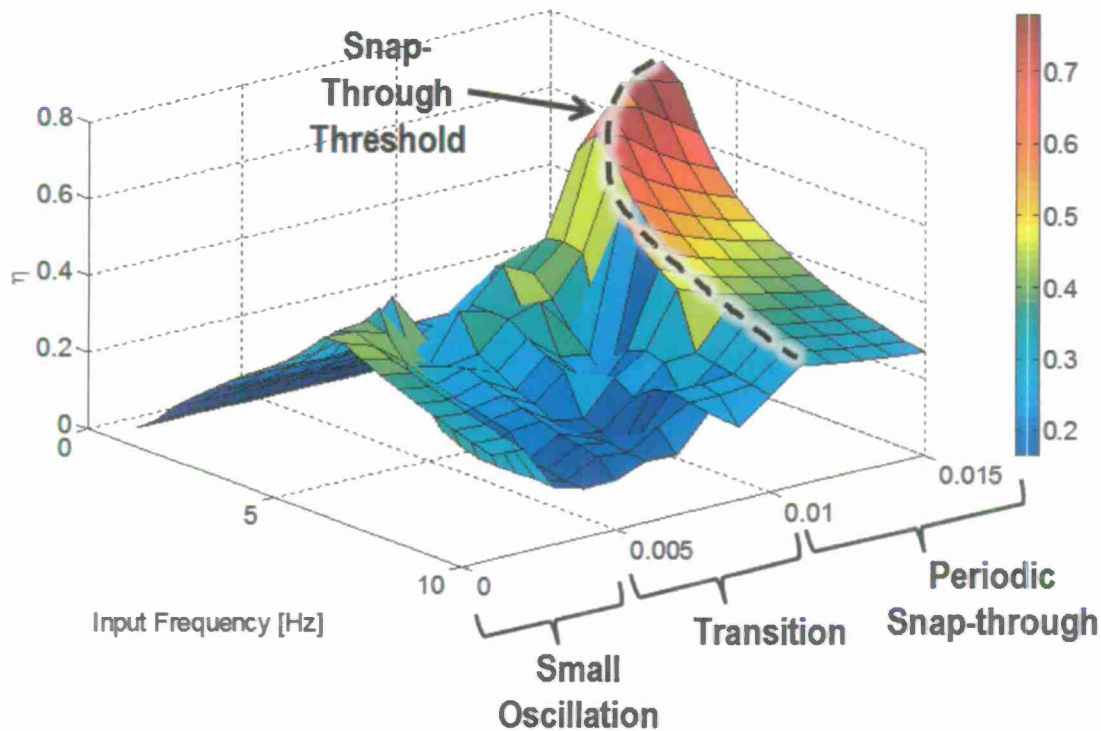 Snap-
Through
Threshold
0.8
0.6
0.4
0.2
0
η
0
5
10
Input Frequency [Hz]
0
0.005
0.01
0.015
0.7
0.6
0.5
0.4
0.3
0.2
Small
Oscillation
Transition
Periodic
Snap-through